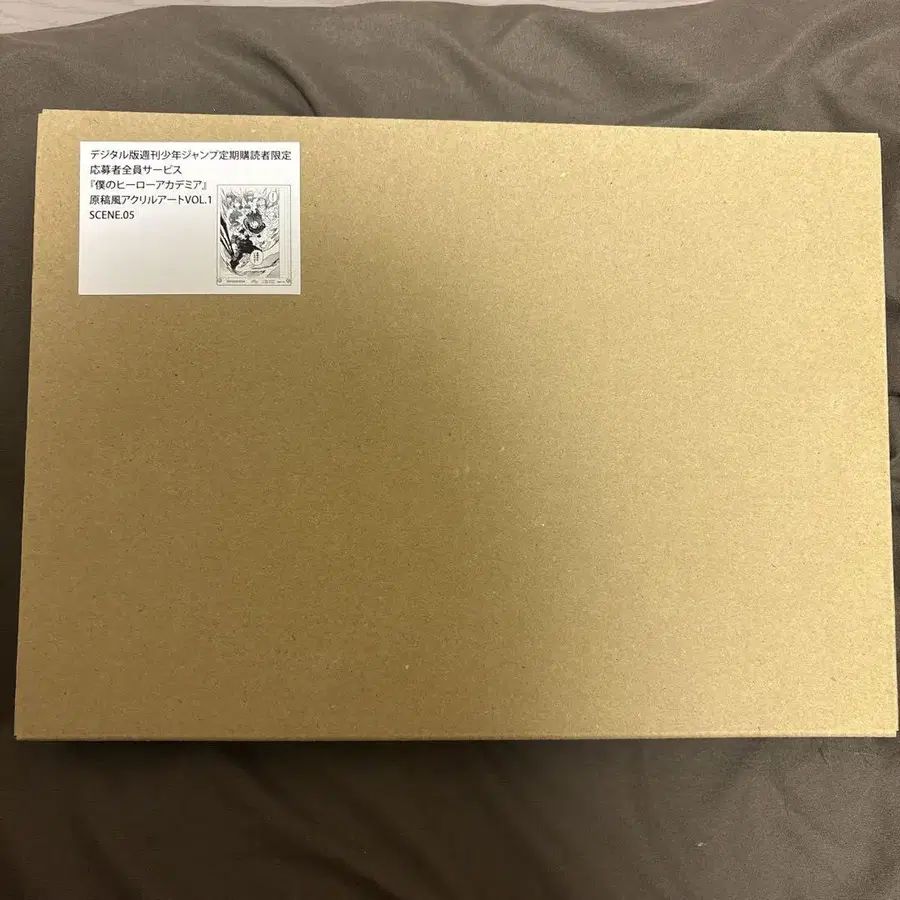 デジタル版週刊少年ジャンプ定期購読者限定
応募者全員サービス
『僕のヒーローアカデミア』
原稿風アクリルアートVOL.1
SCENE.05